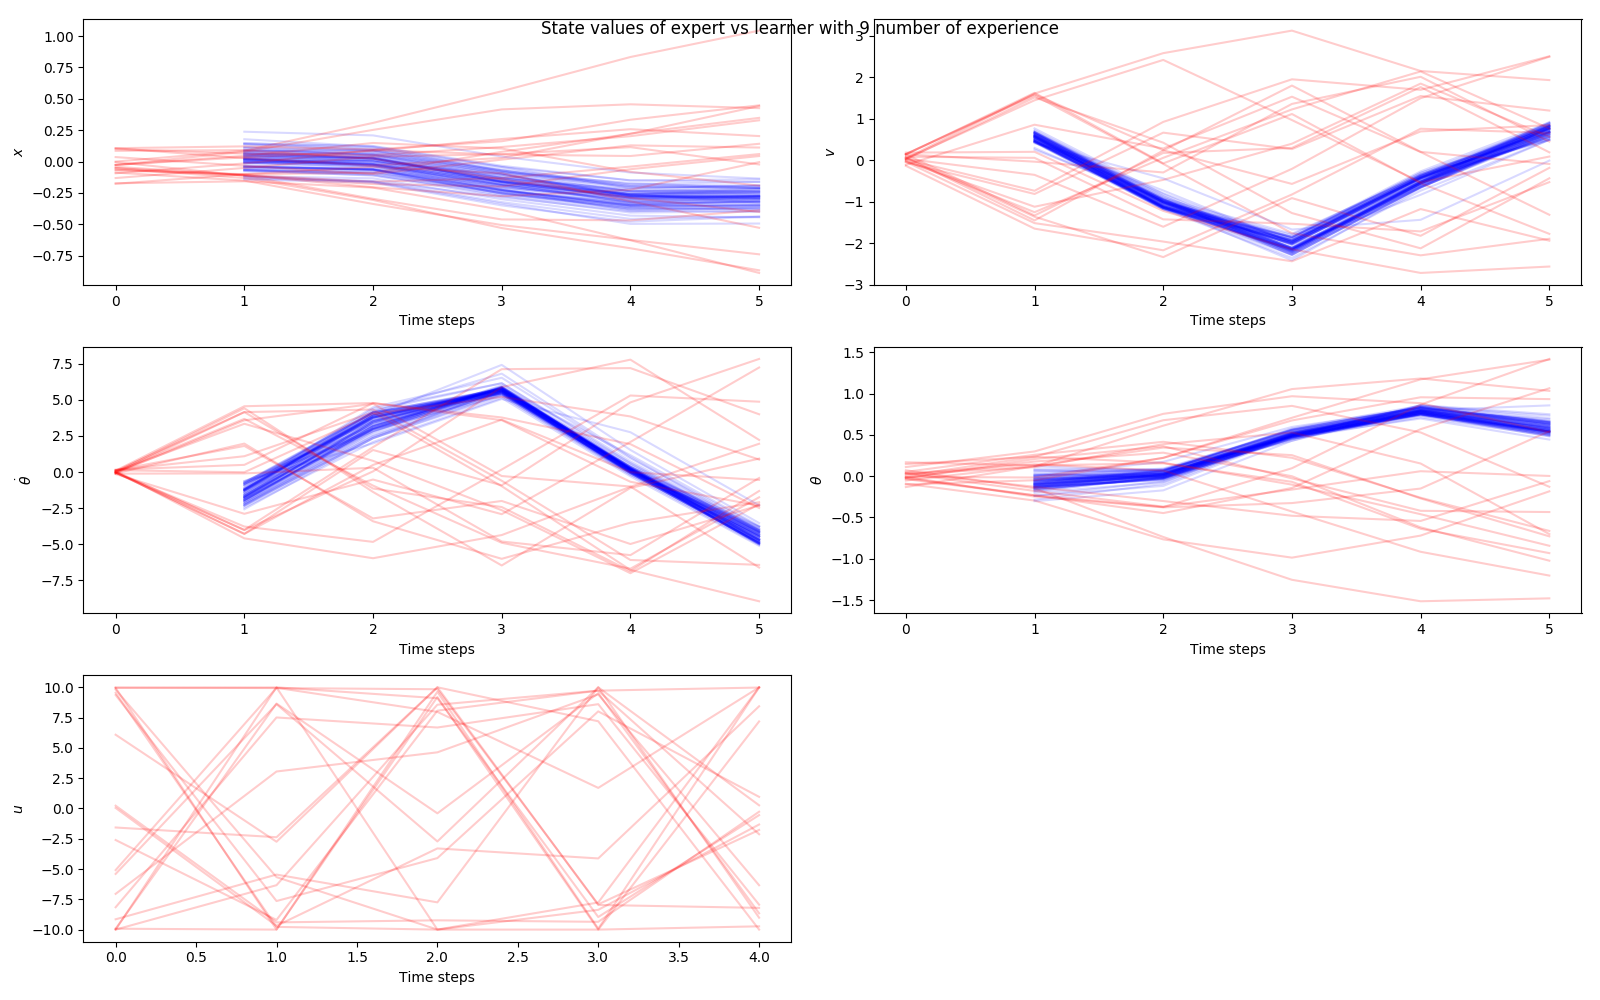 State values of expert vs learner with 9 number of experience
1.00
0.75
0.50
0.25
0.00
−0.25
−0.50
−0.75
x
0 1 2 3 4 5
Time steps
3
2
1
0
−1
−2
−3
v
0 1 2 3 4 5
Time steps
7.5
5.0
2.5
0.0
−2.5
−5.0
−7.5
θ̇
0 1 2 3 4 5
Time steps
1.5
1.0
0.5
0.0
−0.5
−1.0
−1.5
θ
0 1 2 3 4 5
Time steps
10.0
7.5
5.0
2.5
0.0
−2.5
−5.0
−7.5
−10.0
u
0.0 0.5 1.0 1.5 2.0 2.5 3.0 3.5 4.0
Time steps